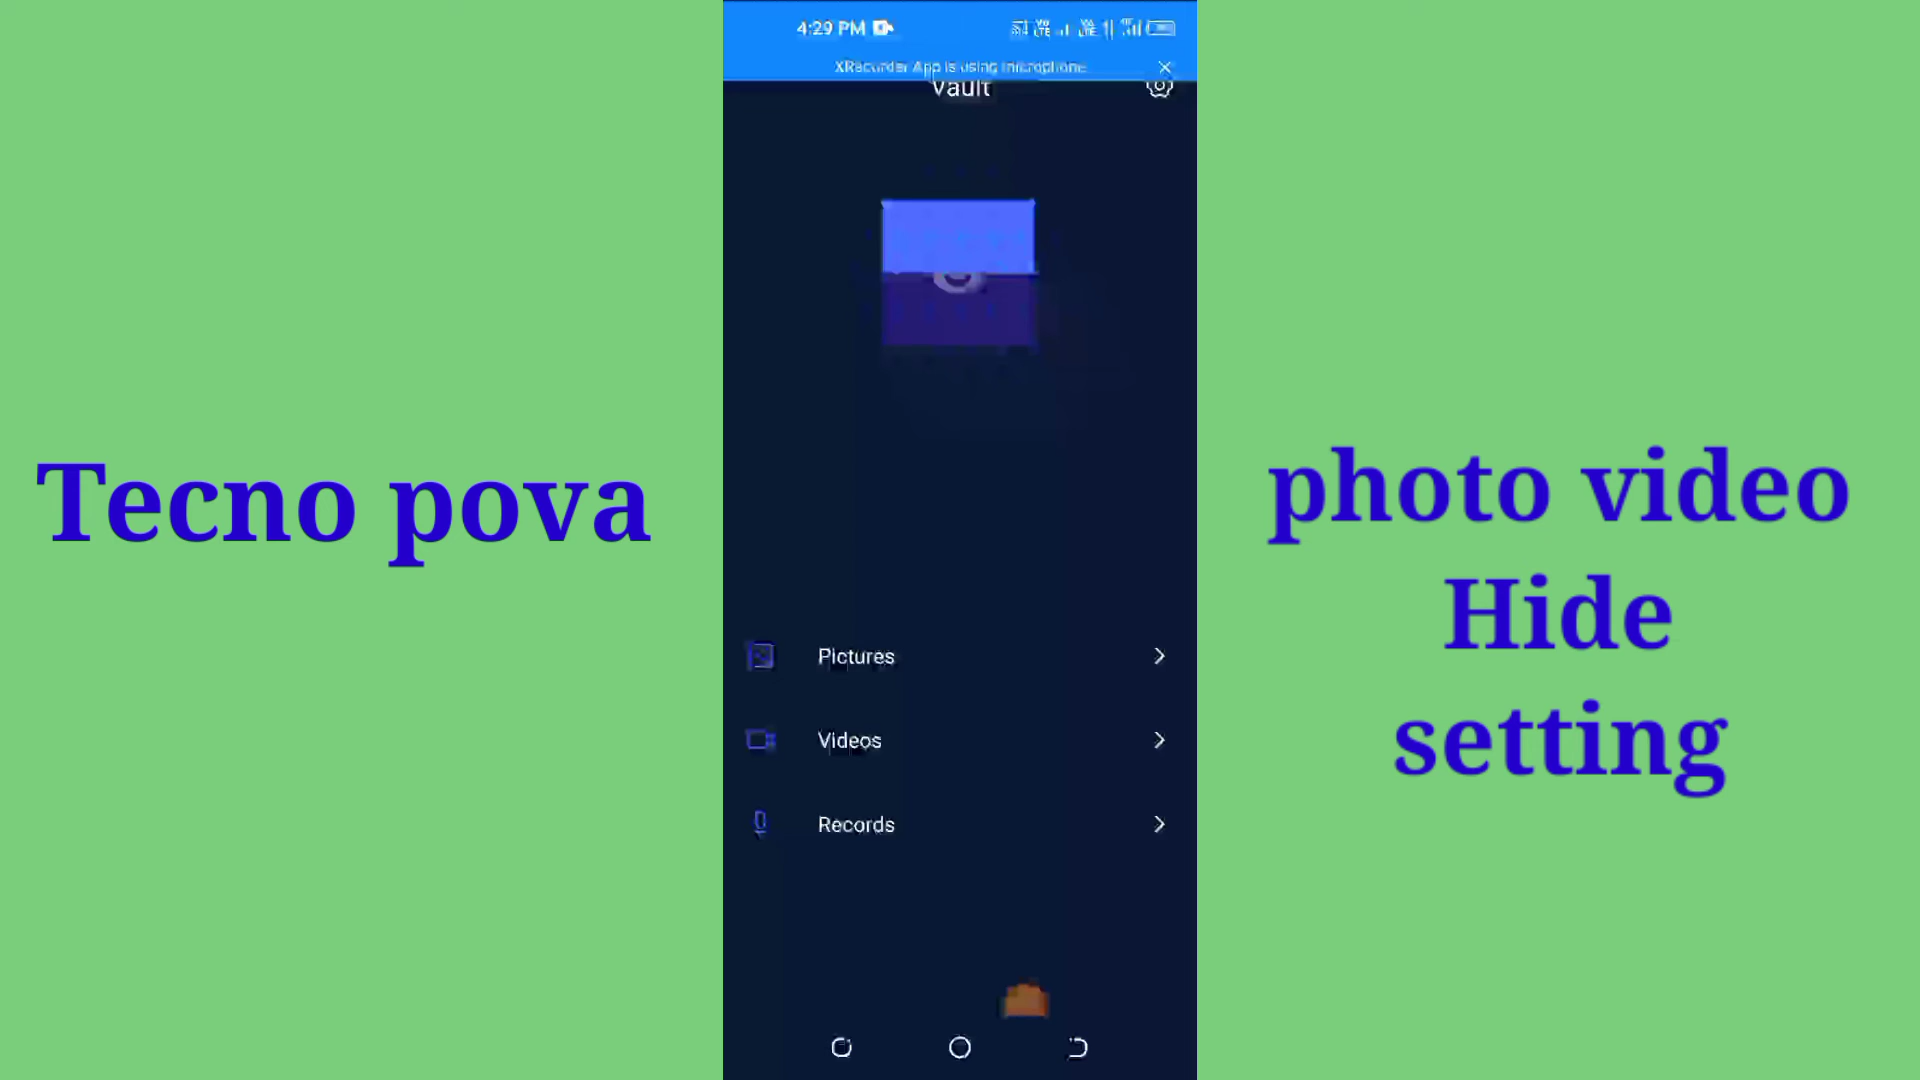 4:29 PM
XRecorder App is using microphone
Vault
Tecno pova
photo video
Hide
setting
Pictures
Videos
Records